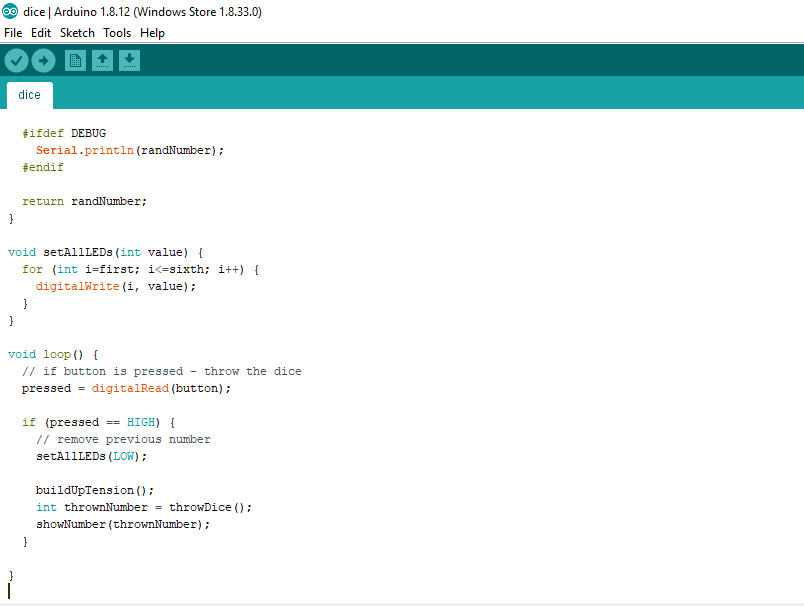 dice | Arduino 1.8.12 (Windows Store 1.8.33.0)
File Edit Sketch Tools Help
dice
#ifdef DEBUG
Serial.println(randNumber);
#endif
return randNumber;
}
void setAllLEDs(int value) {
for (int i=first; i<=sixth; i++) {
digitalWrite(i, value);
}
}
void loop() {
// if button is pressed - throw the dice
pressed = digitalRead(button);
if (pressed == HIGH) {
// remove previous number
setAllLEDs(LOW);
buildUpTension();
int thrownNumber = throwDice();
showNumber(thrownNumber);
}
}